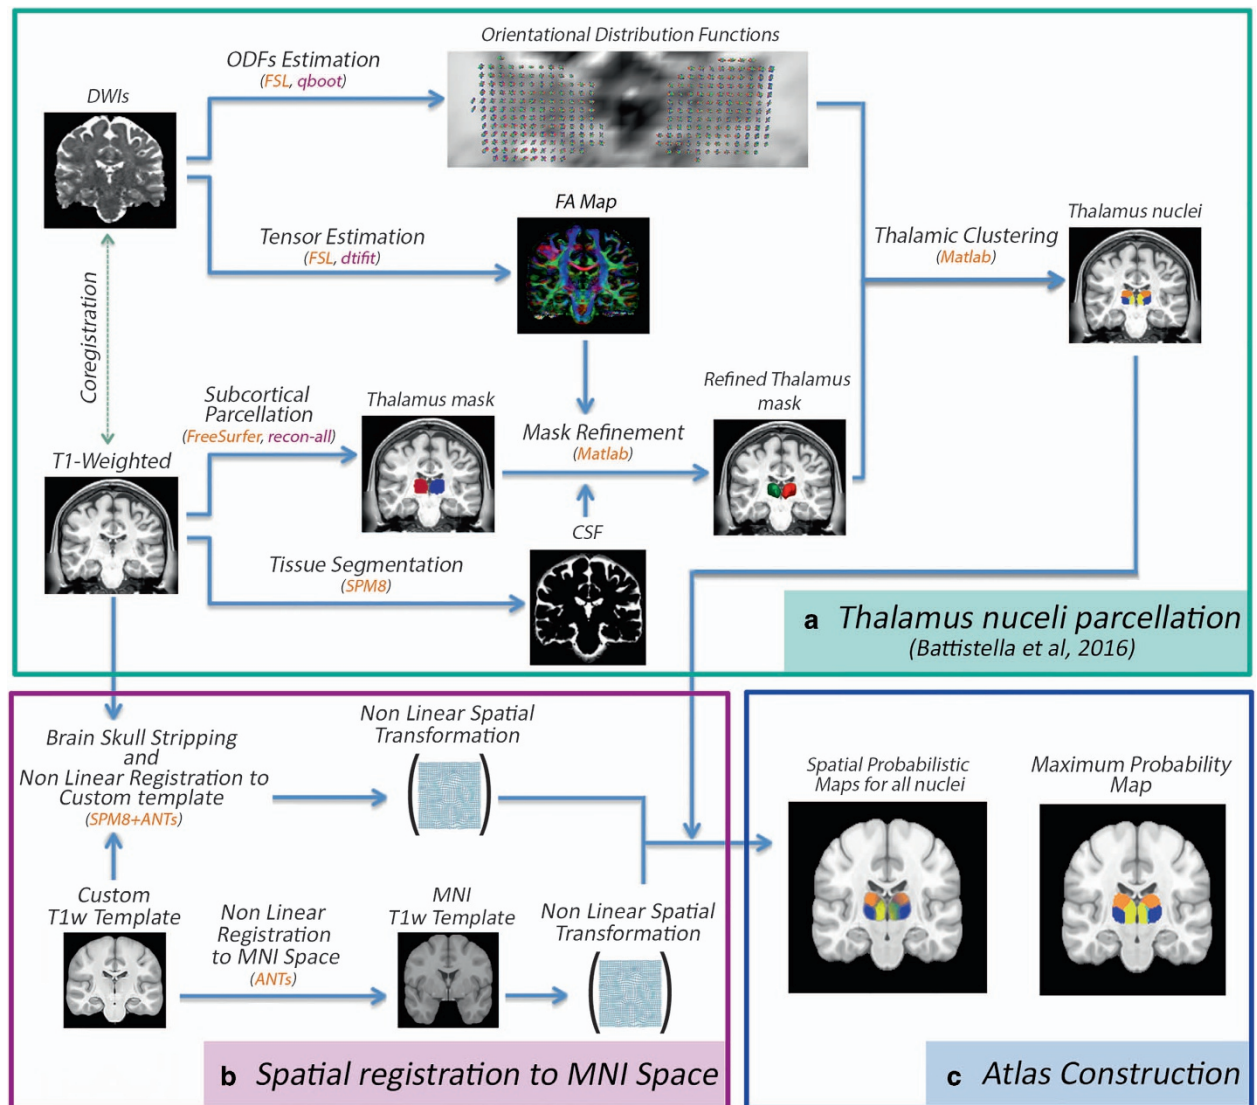 Orientational Distribution Functions
ODFs Estimation
(FSL, qboot)
DWIs
FA Map
Tensor Estimation
(FSL, dtifit)
Thalamic Clustering
(Matlab)
Thalamus nuclei
Coregistration
Subcortical
Parcellation
(FreeSurfer, recon-all)
Thalamus mask
Mask Refinement
(Matlab)
Refined Thalamus
mask
T1-Weighted
Tissue Segmentation
(SPM8)
CSF
a Thalamus nuceli parcellation
(Battistella et al, 2016)
Brain Skull Stripping
and
Non Linear Registration to
Custom template
(SPM8+ANTs)
Non Linear Spatial
Transformation
Custom
T1w Template
Non Linear
Registration
to MNI Space
(ANTs)
MNI
T1w Template
Non Linear Spatial
Transformation
b Spatial registration to MNI Space
Spatial Probabilistic
Maps for all nuclei
Maximum Probability
Map
c Atlas Construction